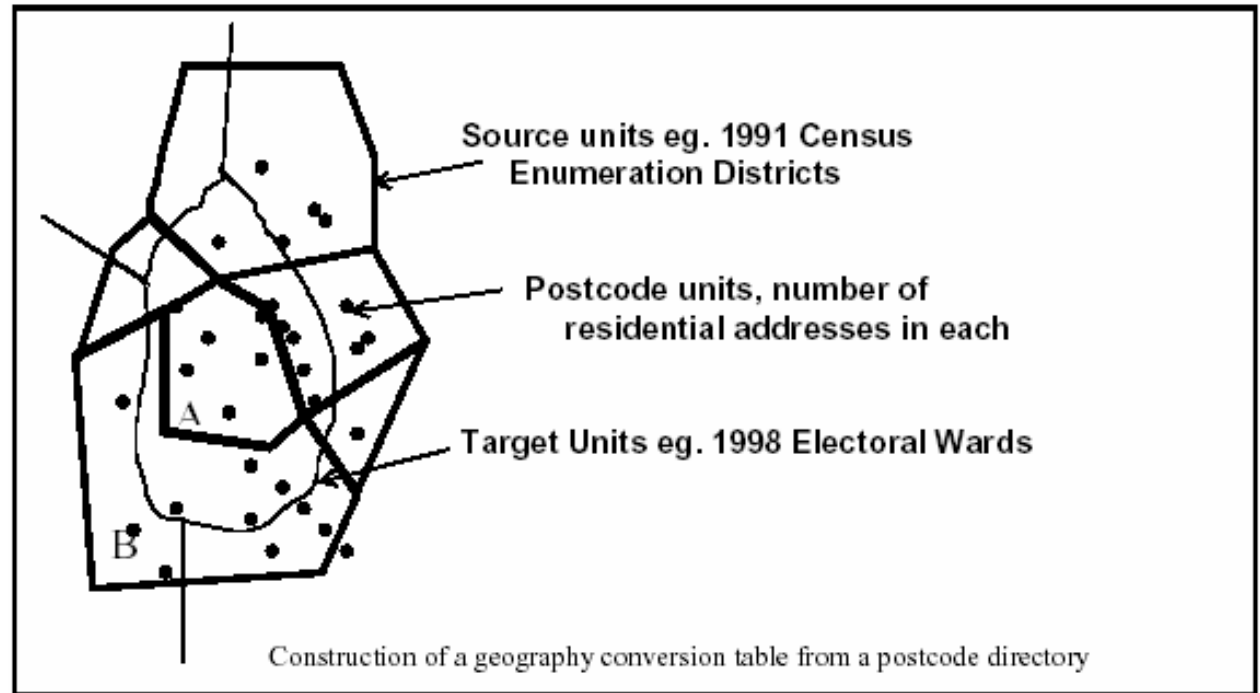 Source units eg. 1991 Census
Enumeration Districts
Postcode units, number of
residential addresses in each
A
Target Units eg. 1998 Electoral Wards
B
Construction of a geography conversion table from a postcode directory